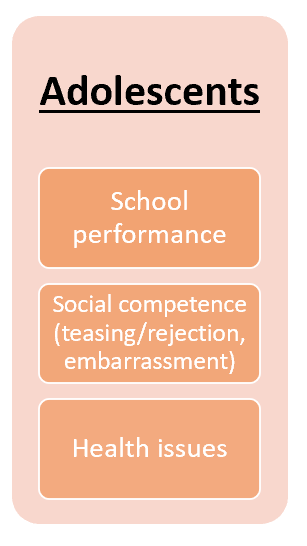 Adolescents
School
performance
Social competence
(teasing/rejection,
embarrassment)
Health issues